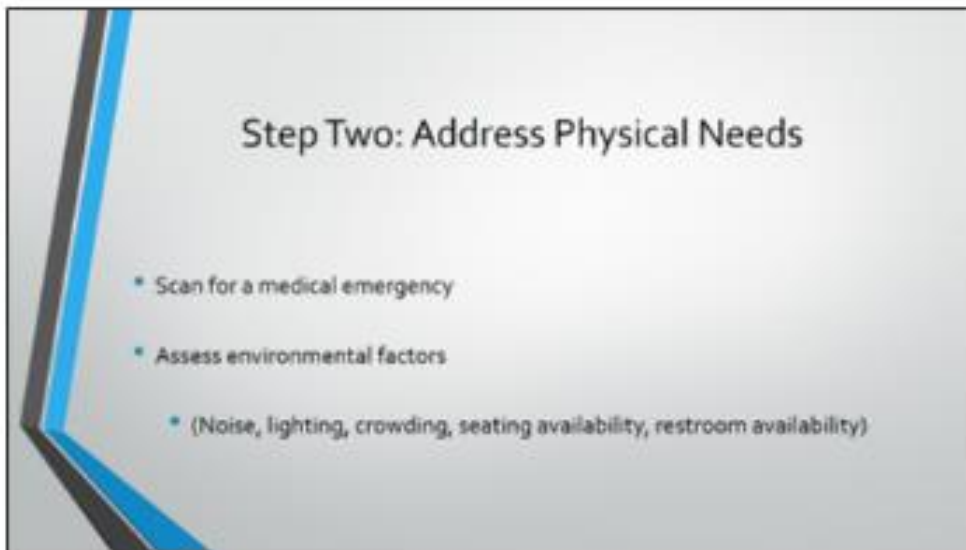 Step Two: Address Physical Needs
• Scan for a medical emergency
• Assess environmental factors
• (Noise, lighting, crowding, seating availability, restroom availability)